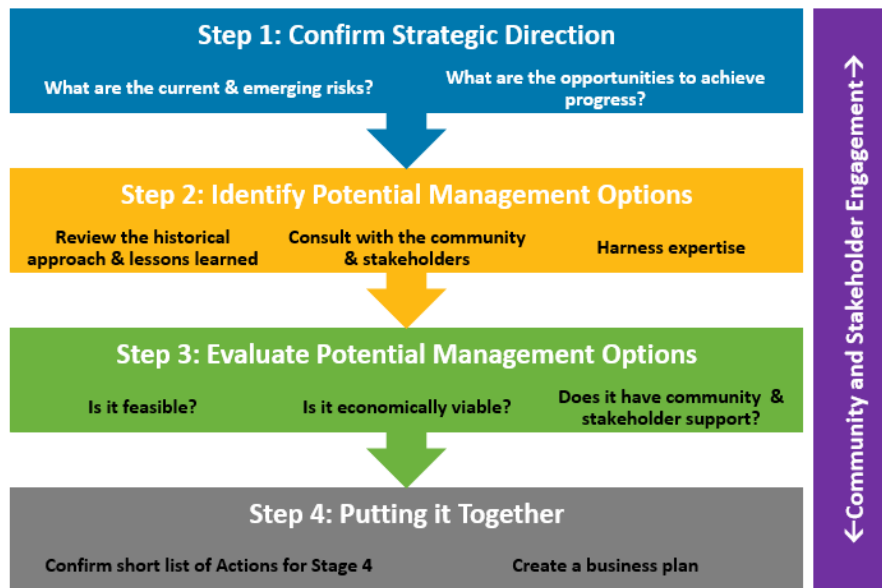 Step 1: Confirm Strategic Direction
What are the current & emerging risks?
What are the opportunities to achieve
progress?
Step 2: Identify Potential Management Options
Review the historical
approach & lessons learned
Consult with the community
& stakeholders
Harness expertise
Step 3: Evaluate Potential Management Options
Is it feasible?
Is it economically viable?
Does it have community &
stakeholder support?
Step 4: Putting it Together
Confirm short list of Actions for Stage 4
Create a business plan
←Community and Stakeholder Engagement→